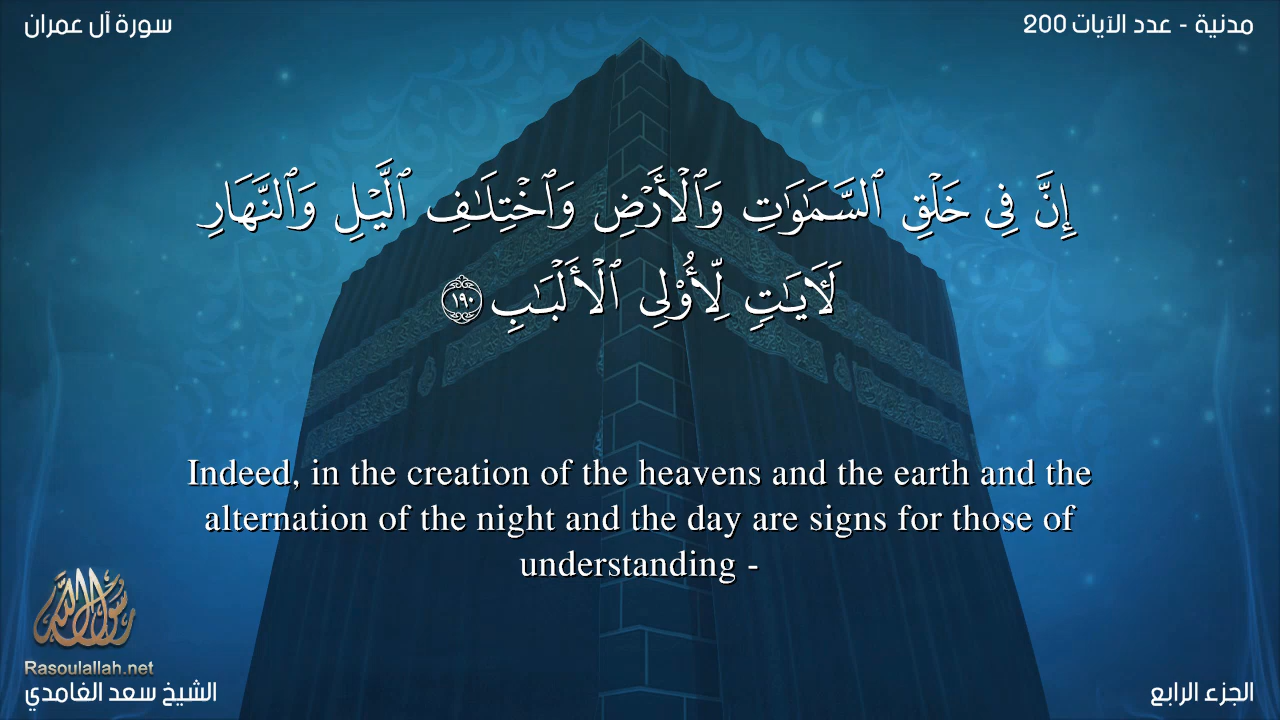 سورة آل عمران
مدنية - عدد الآيات 200
إِنَّ فِى خَلْقِ ٱلسَّمَـٰوَٰتِ وَٱلْأَرْضِ وَٱخْتِلَـٰفِ ٱلَّيْلِ وَٱلنَّهَارِ
لَـَٔايَـٰتٍ لِّأُو۟لِى ٱلْأَلْبَـٰبِ ١٩٠
Indeed, in the creation of the heavens and the earth and the
alternation of the night and the day are signs for those of
understanding -
رسول الله
Rasoulallah.net
الشيخ سعد الغامدي
الجزء الرابع